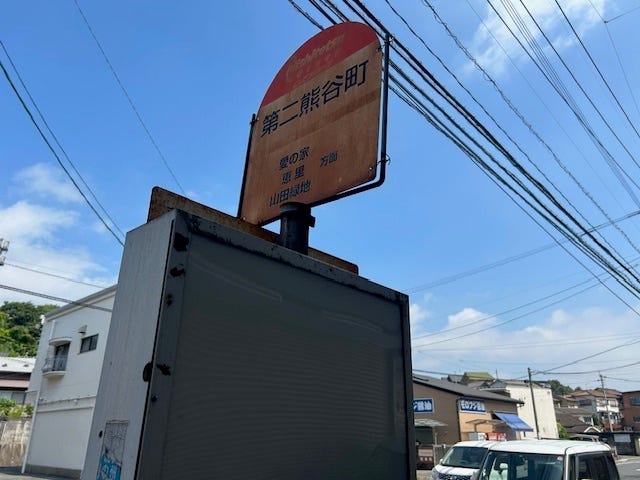 第二熊谷町
愛の家
恵里 方面
山田緑地